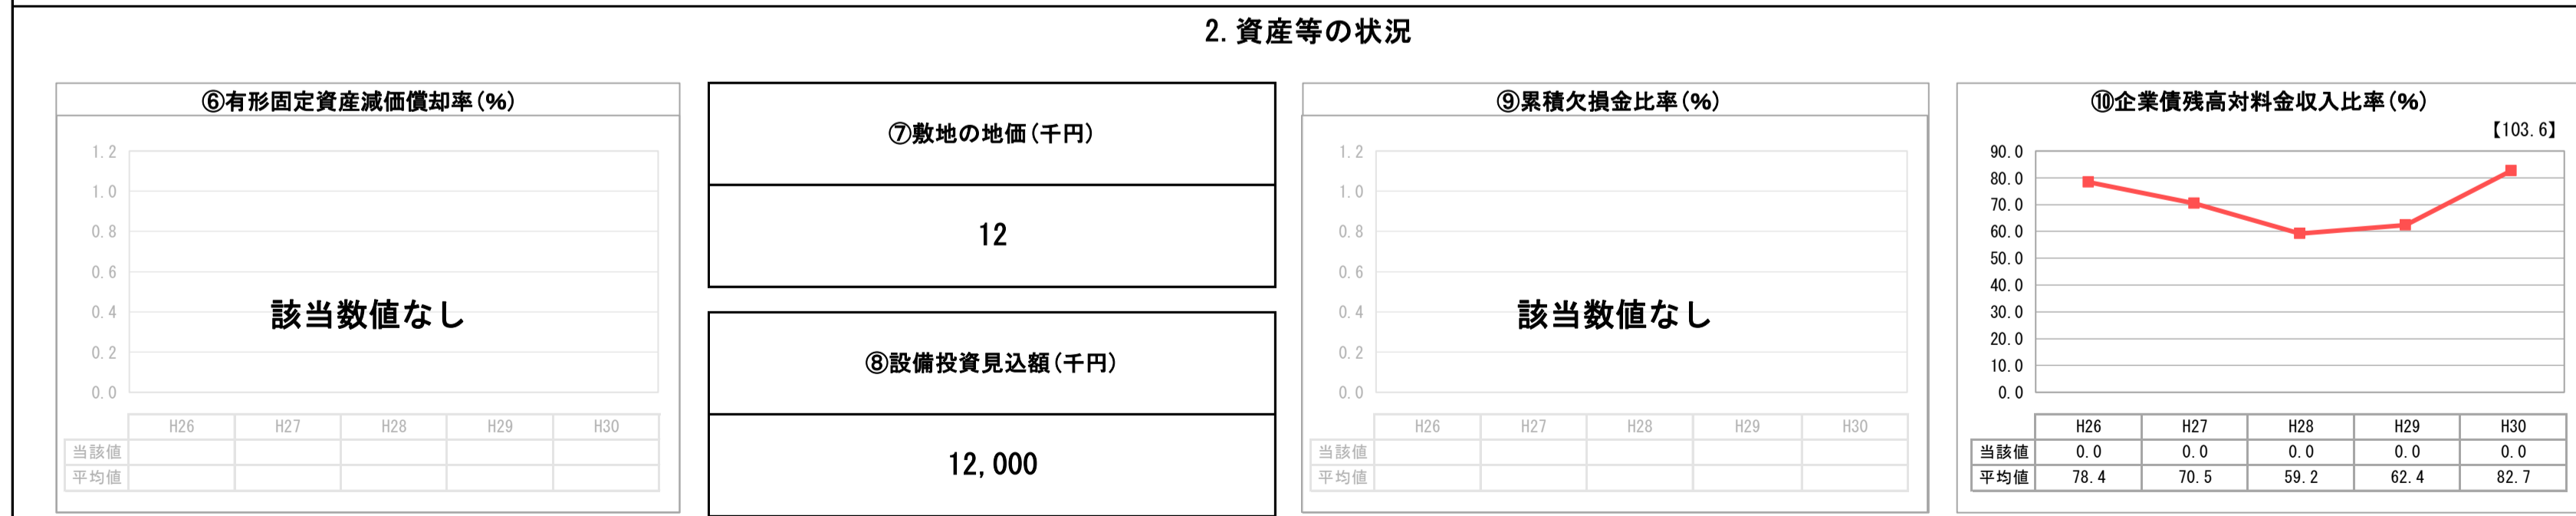 2.資産等の状況
⑥有形固定資産減価償却率(%)
1.2
1.0
0.8
0.6
0.4
0.2
0.0
該当数値なし
H26 H27 H28 H29 H30
当該値
平均値
⑦敷地の地価(千円)
12
⑧設備投資見込額(千円)
12,000
⑨累積欠損金比率(%)
1.2
1.0
0.8
0.6
0.4
0.2
0.0
該当数値なし
H26 H27 H28 H29 H30
当該値
平均値
⑩企業債残高対料金収入比率(%)
【103.6】
90.0
80.0
70.0
60.0
50.0
40.0
30.0
20.0
10.0
0.0
H26 H27 H28 H29 H30
当該値 0.0 0.0 0.0 0.0 0.0
平均値 78.4 70.5 59.2 62.4 82.7